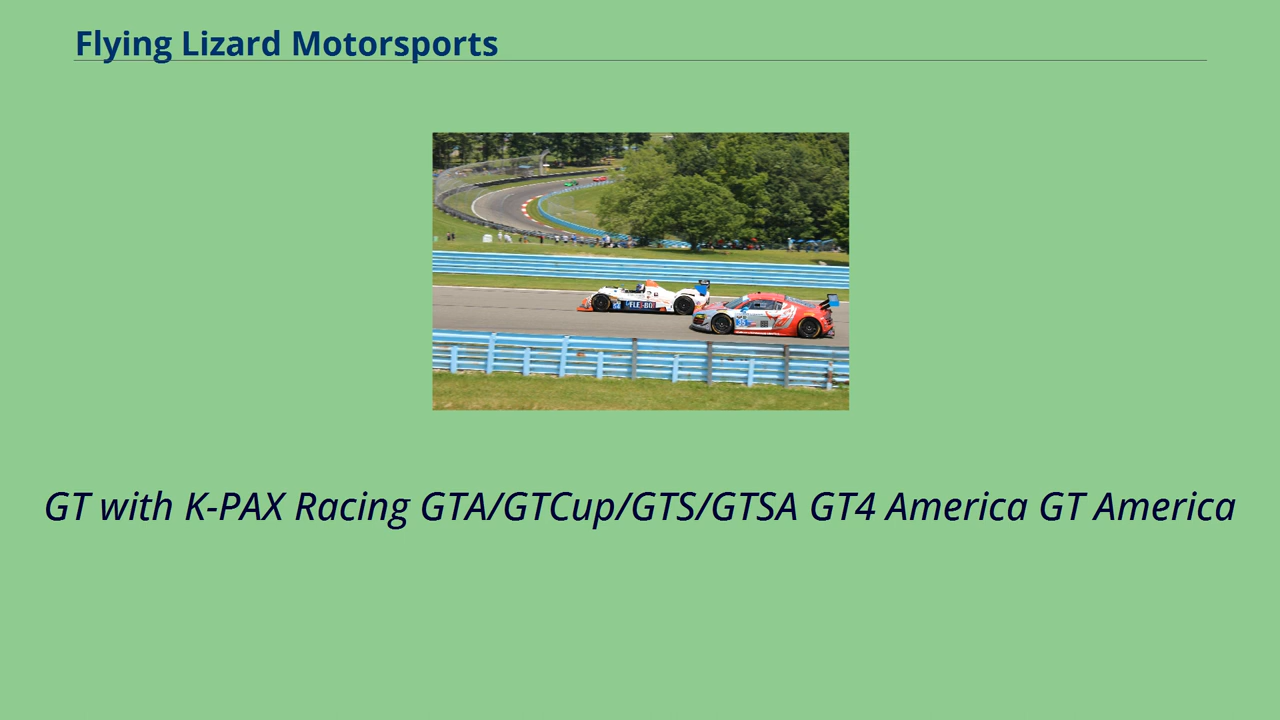 Flying Lizard Motorsports
GT with K-PAX Racing GTA/GTCup/GTS/GTSA GT4 America GT America